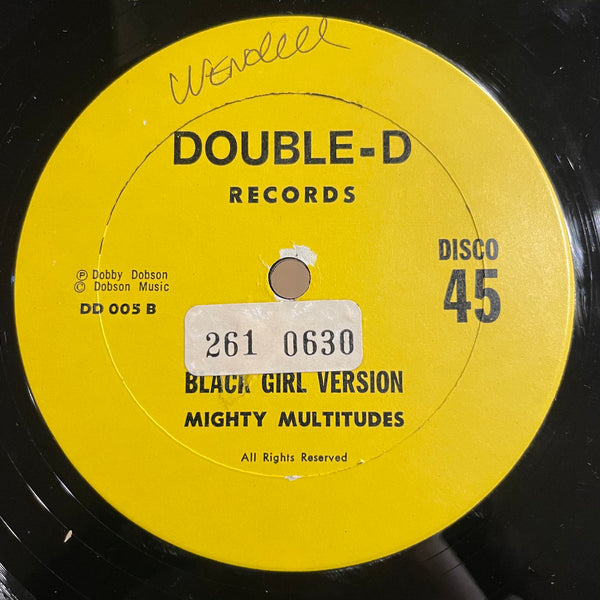 Wendell
DOUBLE-D
RECORDS
DISCO
45
℗ Dobby Dobson
© Dobson Music
DD 005 B
261 0630
BLACK GIRL VERSION
MIGHTY MULTITUDES
All Rights Reserved